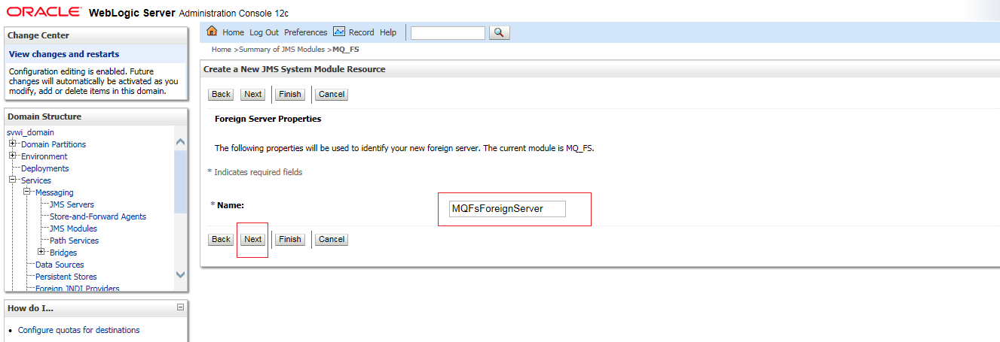 ORACLE WebLogic Server Administration Console 12c
Change Center
View changes and restarts
Configuration editing is enabled. Future
changes will automatically be activated as you
modify, add or delete items in this domain.
Domain Structure
svwi_domain
Domain Partitions
Environment
Deployments
Services
Messaging
JMS Servers
Store-and-Forward Agents
JMS Modules
Path Services
Bridges
Data Sources
Persistent Stores
Foreign JNDI Providers
How do I...
Configure quotas for destinations
Home Log Out Preferences Record Help
Home >Summary of JMS Modules >MQ_FS
Create a New JMS System Module Resource
Back Next Finish Cancel
Foreign Server Properties
The following properties will be used to identify your new foreign server. The current module is MQ_FS.
* Indicates required fields
* Name: MQFsForeignServer
Back Next Finish Cancel